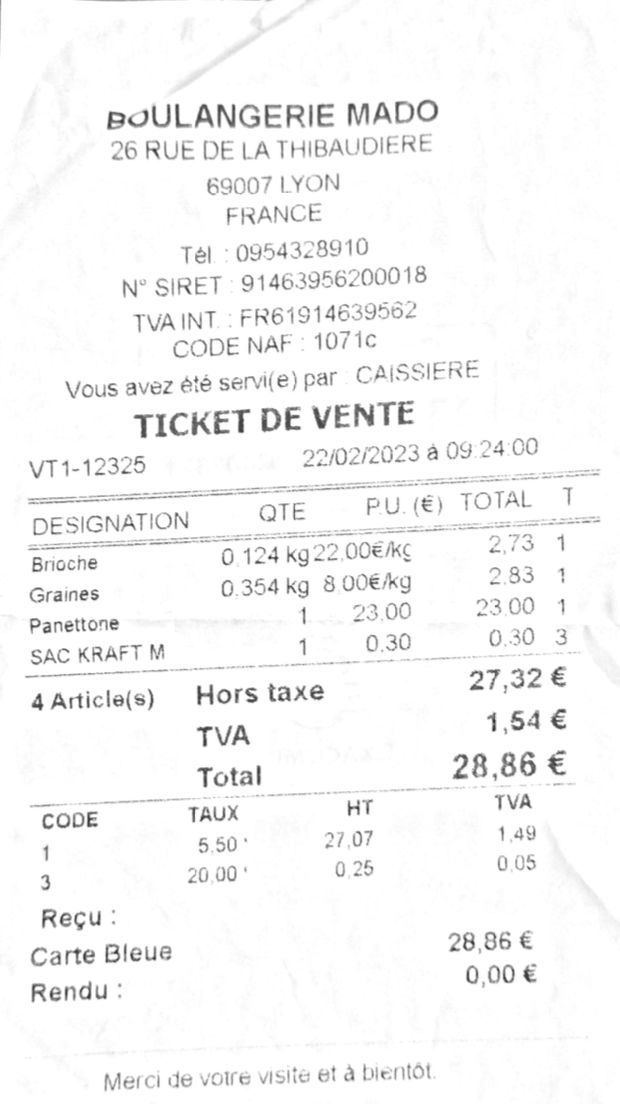 BOULANGERIE MADO
26 RUE DE LA THIBAUDIERE
69007 LYON
FRANCE
Tél. : 0954328910
N° SIRET : 91463956200018
TVA INT. : FR61914639562
CODE NAF : 1071c
Vous avez été servi(e) par : CAISSIERE
TICKET DE VENTE
VT1-12325 22/02/2023 à 09:24:00
DESIGNATION QTE P.U. (€) TOTAL T
Brioche 0.124 kg 22,00€/kg 2,73 1
Graines 0.354 kg 8,00€/kg 2,83 1
Panettone 1 23,00 23,00 1
SAC KRAFT M 1 0,30 0,30 3
4 Article(s) Hors taxe 27,32 €
TVA 1,54 €
Total 28,86 €
CODE TAUX HT TVA
1 5,50 27,07 1,49
3 20,00 0,25 0,05
Reçu :
Carte Bleue 28,86 €
Rendu : 0,00 €
Merci de votre visite et à bientôt.